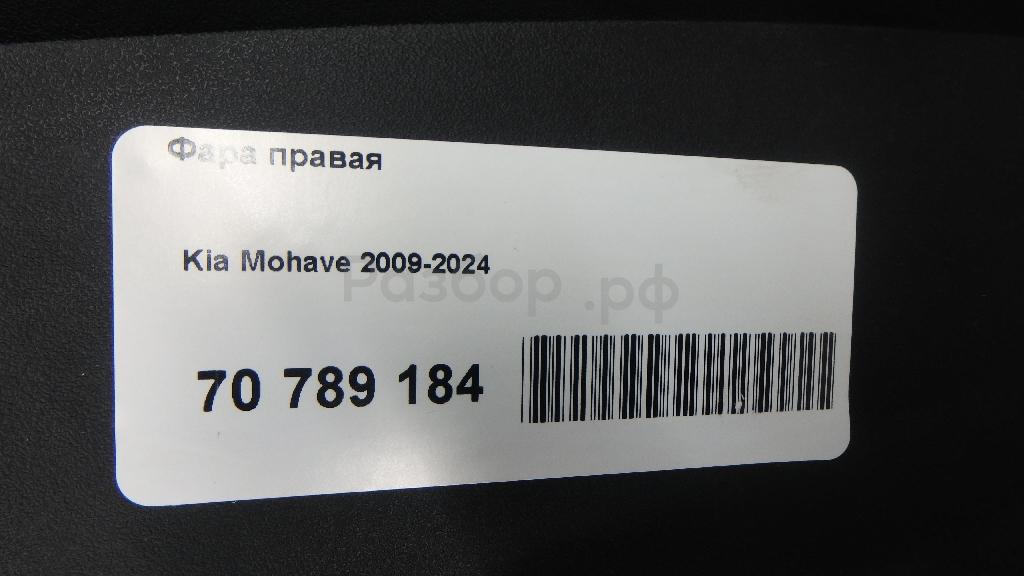 Фара правая
Kia Mohave 2009-2024
Разбор.рф
70 789 184